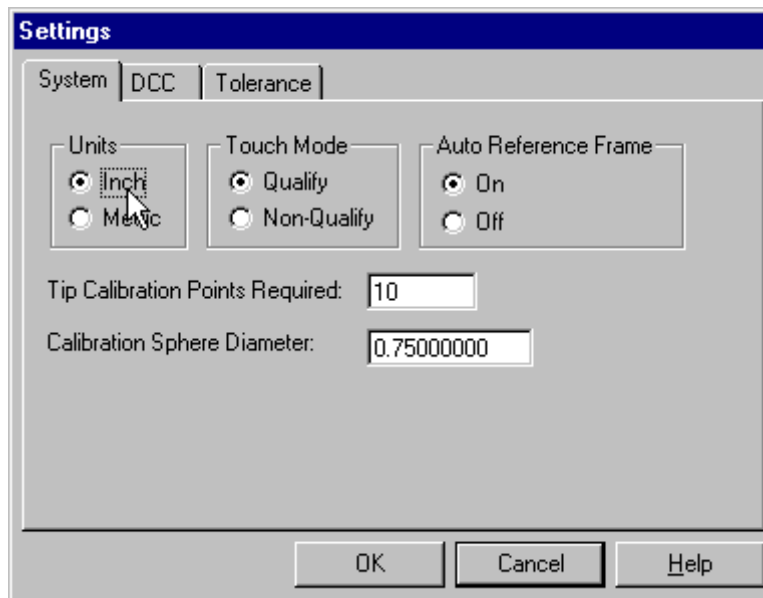 Settings
System DCC Tolerance
Units Touch Mode Auto Reference Frame
Inch Qualify On
Metric Non-Qualify Off
Tip Calibration Points Required: 10
Calibration Sphere Diameter: 0.75000000
OK Cancel Help